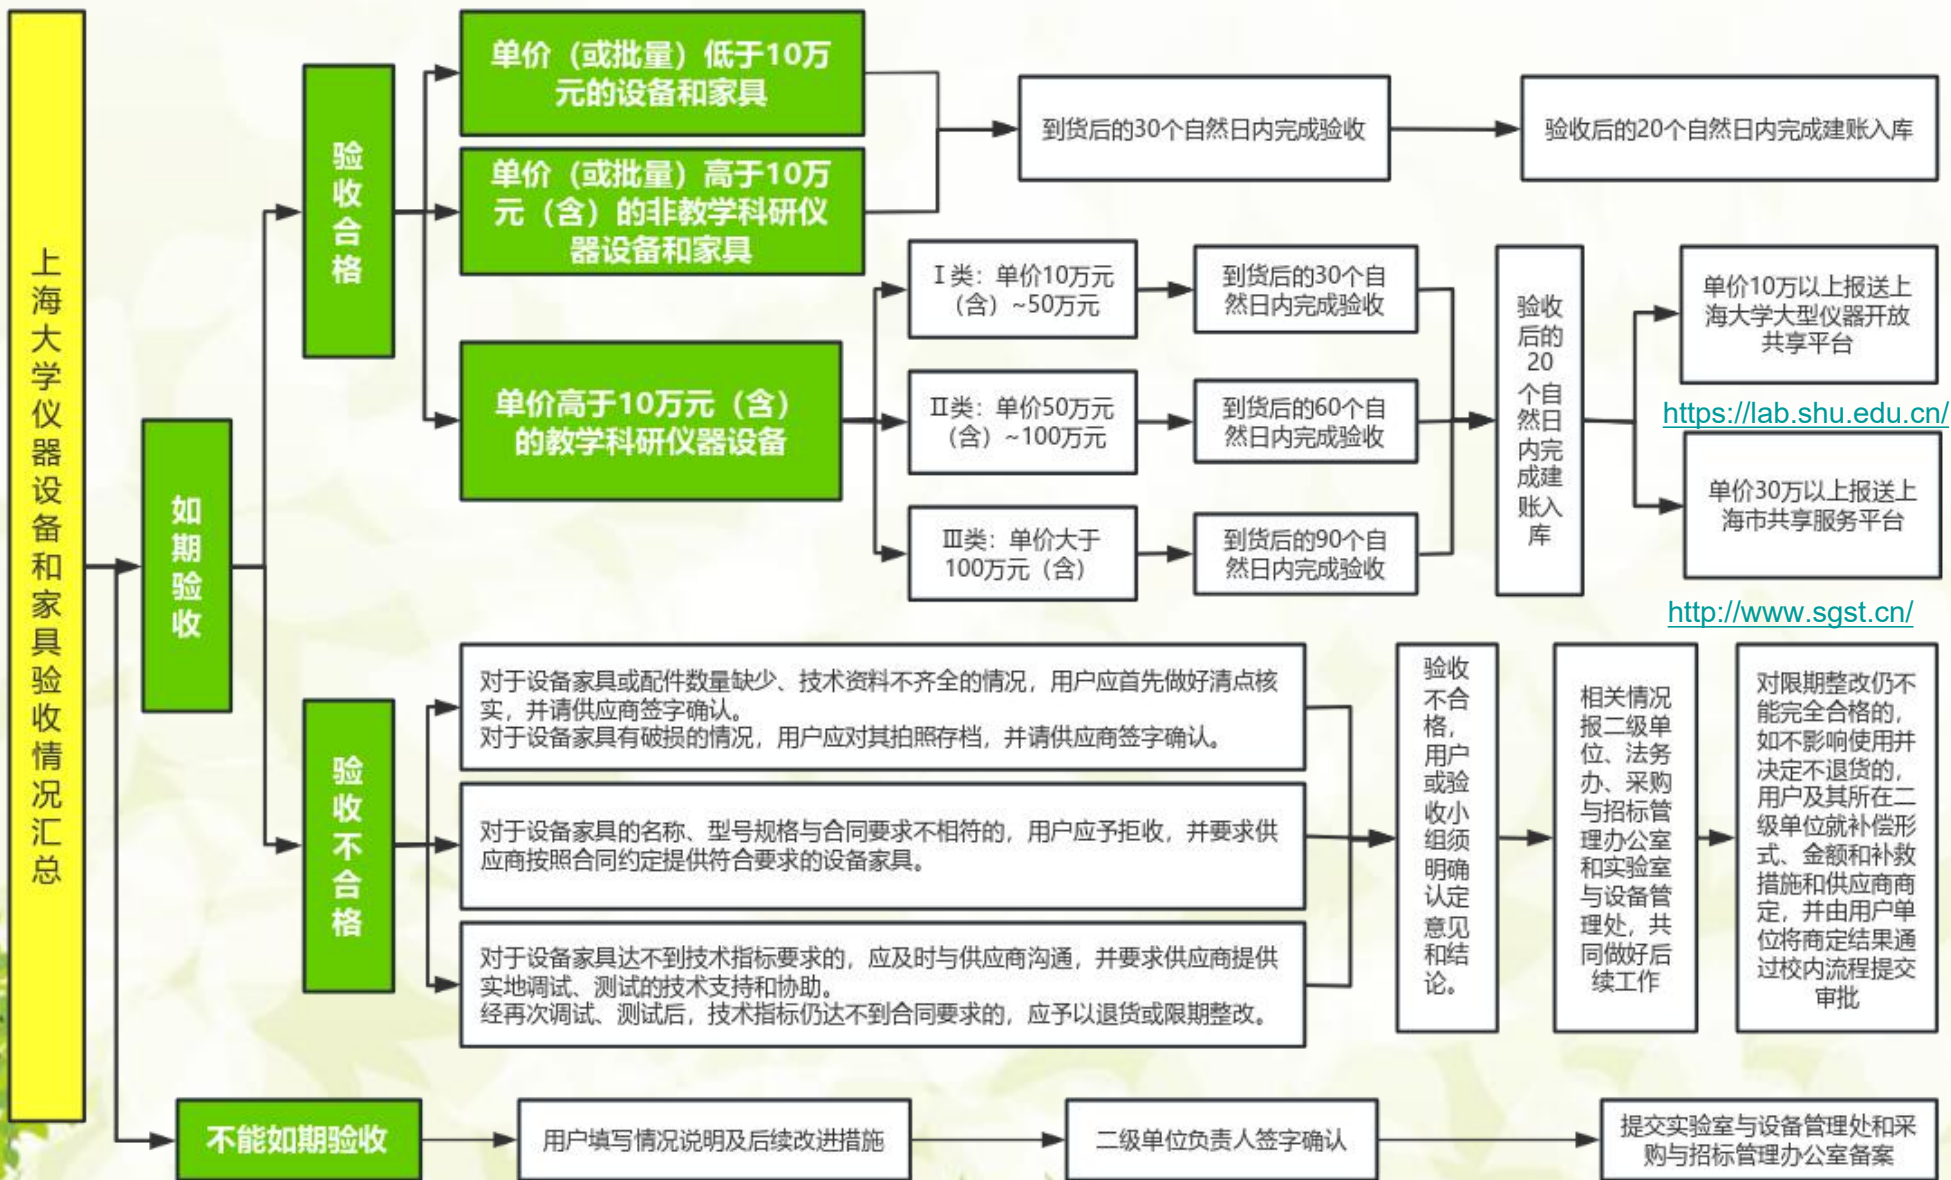 上海大学仪器设备和家具验收情况汇总
如期验收
验收合格
单价（或批量）低于10万
元的设备和家具
到货后的30个自然日内完成验收
验收后的20个自然日内完成建账入库
单价（或批量）高于10万
元（含）的非教学科研仪
器设备和家具
单价高于10万元（含）
的教学科研仪器设备
Ⅰ类：单价10万元
（含）~50万元
到货后的30个自
然日内完成验收
Ⅱ类：单价50万元
（含）~100万元
到货后的60个自
然日内完成验收
Ⅲ类：单价大于
100万元（含）
到货后的90个自
然日内完成验收
验收
后的
20
个自
然日
内完
成建
账入
库
单价10万以上报送上
海大学大型仪器开放
共享平台
https://lab.shu.edu.cn/
单价30万以上报送上
海市共享服务平台
http://www.sgst.cn/
验收不合格
对于设备家具或配件数量缺少、技术资料不齐全的情况，用户应首先做好清点核
实，并请供应商签字确认。
对于设备家具有破损的情况，用户应对其拍照存档，并请供应商签字确认。
对于设备家具的名称、型号规格与合同要求不相符的，用户应予拒收，并要求供
应商按照合同约定提供符合要求的设备家具。
对于设备家具达不到技术指标要求的，应及时与供应商沟通，并要求供应商提供
实地调试、测试的技术支持和协助。
经再次调试、测试后，技术指标仍达不到合同要求的，应予以退货或限期整改。
验收
不合
格，
用户
或验
收小
组须
明确
认定
意见
和结
论。
相关情况
报二级单
位、法务
办、采购
与招标管
理办公室
和实验室
与设备管
理处，共
同做好后
续工作
对限期整改仍不
能完全合格的，
如不影响使用并
决定不退货的，
用户及其所在二
级单位就补偿形
式、金额和补救
措施和供应商商
定，并由用户单
位将商定结果通
过校内流程提交
审批
不能如期验收
用户填写情况说明及后续改进措施
二级单位负责人签字确认
提交实验室与设备管理处和采
购与招标管理办公室备案